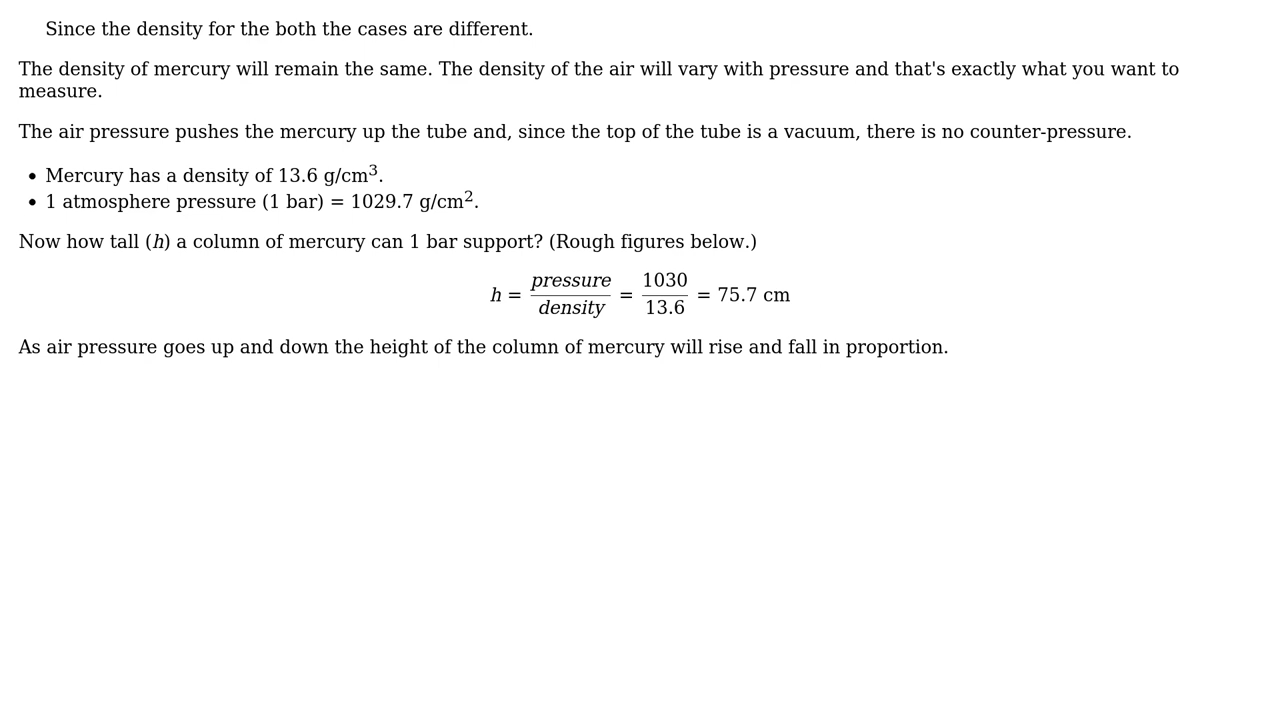 Since the density for the both the cases are different.
The density of mercury will remain the same. The density of the air will vary with pressure and that's exactly what you want to
measure.
The air pressure pushes the mercury up the tube and, since the top of the tube is a vacuum, there is no counter-pressure.
• Mercury has a density of 13.6 g/cm³.
• 1 atmosphere pressure (1 bar) = 1029.7 g/cm².
Now how tall (h) a column of mercury can 1 bar support? (Rough figures below.)
h = pressure/density = 1030/13.6 = 75.7 cm
As air pressure goes up and down the height of the column of mercury will rise and fall in proportion.